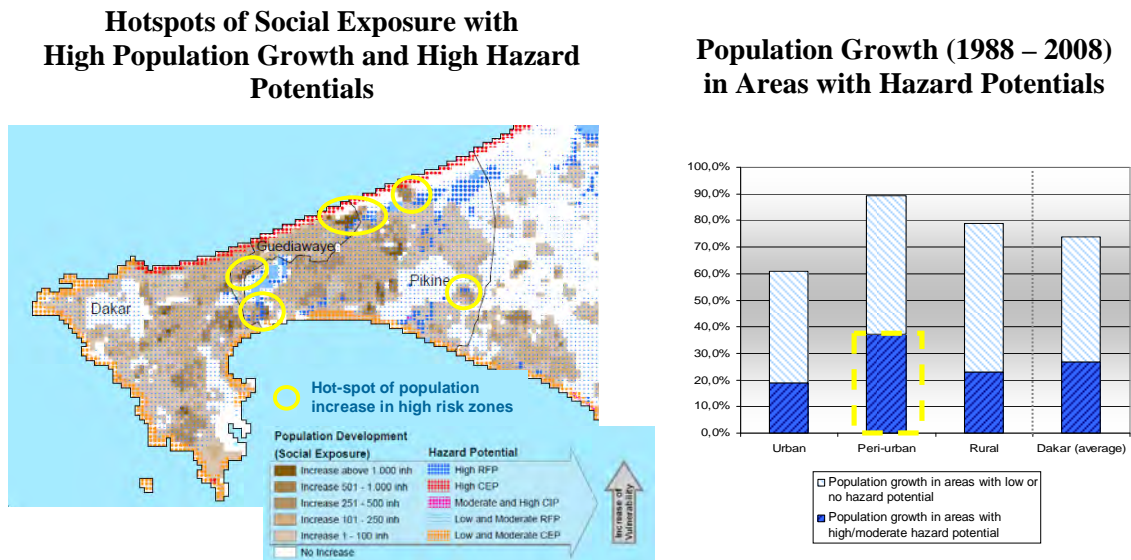 Hotspots of Social Exposure with
High Population Growth and High Hazard
Potentials
Guediawaye
Dakar
Pikine
Hot-spot of population
increase in high risk zones
Population Development
(Social Exposure)
Increase above 1.000 inh
Increase 501 - 1.000 inh
Increase 251 - 500 inh
Increase 101 - 250 inh
Increase 1 - 100 inh
No Increase
Hazard Potential
High RFP
High CEP
Moderate and High CIP
Low and Moderate RFP
Low and Moderate CEP
Increase of
Vulnerability
Population Growth (1988 – 2008)
in Areas with Hazard Potentials
100,0%
90,0%
80,0%
70,0%
60,0%
50,0%
40,0%
30,0%
20,0%
10,0%
0,0%
Urban
Peri-urban
Rural
Dakar (average)
Population growth in areas with low or
no hazard potential
Population growth in areas with
high/moderate hazard potential